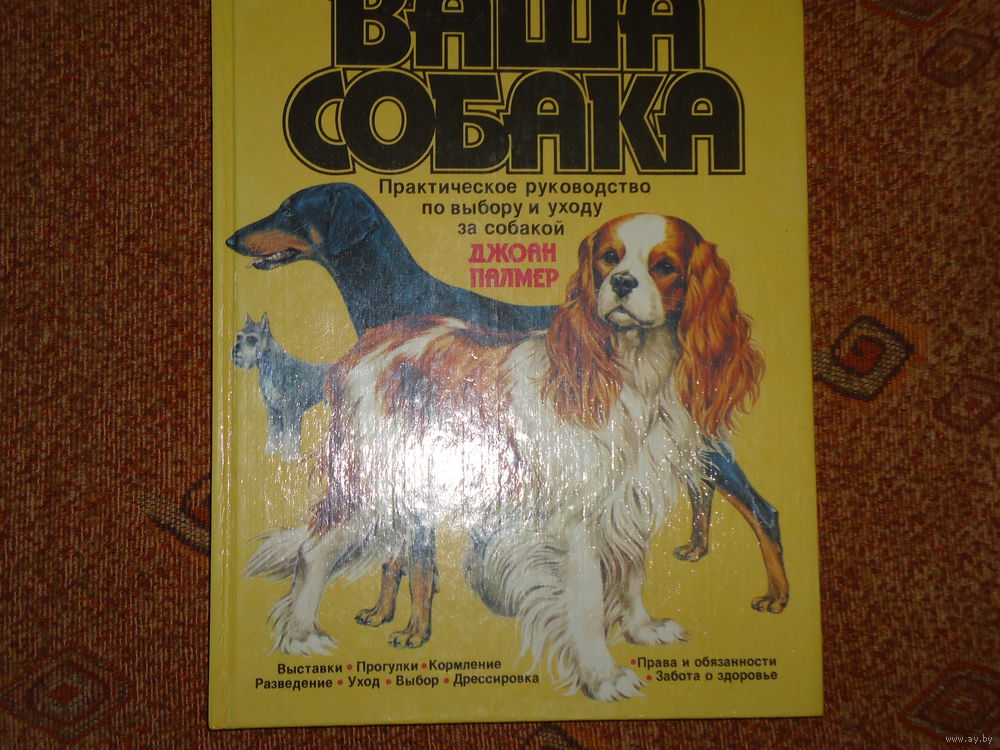 ВАША
СОБАКА
Практическое руководство
по выбору и уходу
за собакой
ДЖОАН
ПАЛМЕР
Выставки • Прогулки • Кормление
Разведение • Уход • Выбор • Дрессировка
• Права и обязанности
• Забота о здоровье
www.ay.by